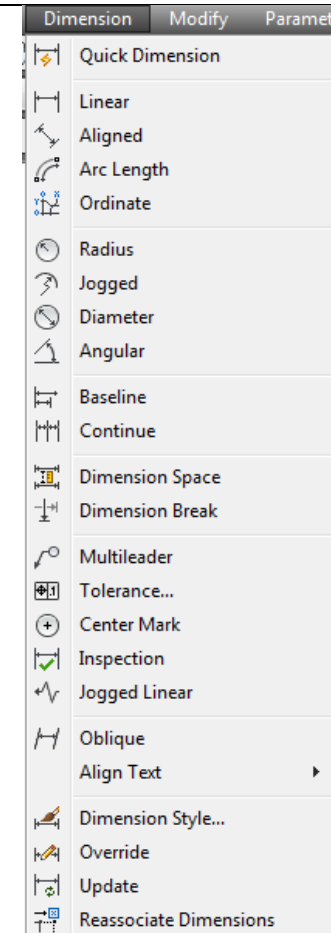 Dimension Modify Paramet
Quick Dimension
Linear
Aligned
Arc Length
Ordinate
Radius
Jogged
Diameter
Angular
Baseline
Continue
Dimension Space
Dimension Break
Multileader
Tolerance...
Center Mark
Inspection
Jogged Linear
Oblique
Align Text
Dimension Style...
Override
Update
Reassociate Dimensions